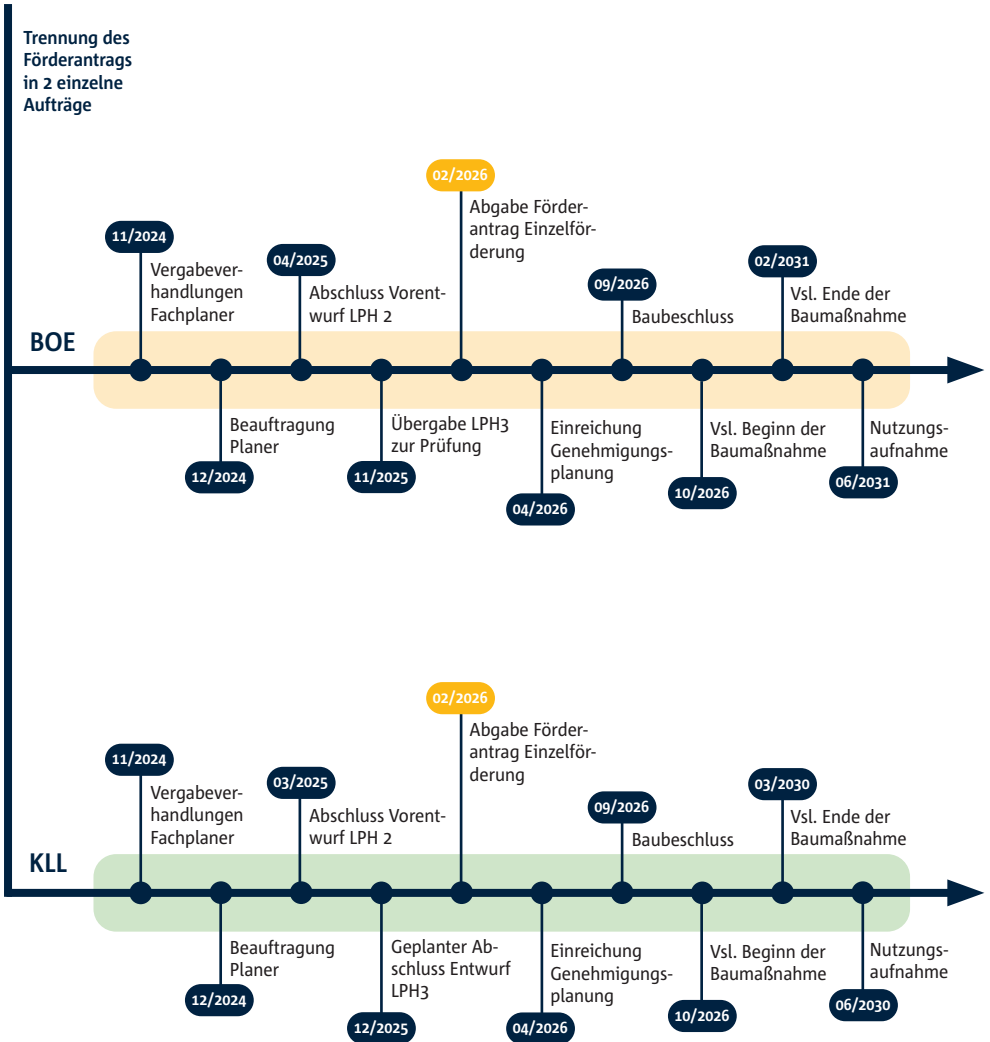 Trennung des
Förderantrags
in 2 einzelne
Aufträge
BOE
11/2024
Vergabever-
handlungen
Fachplaner
12/2024
Beauftragung
Planer
04/2025
Abschluss Vorent-
wurf LPH 2
11/2025
Übergabe LPH3
zur Prüfung
02/2026
Abgabe Förder-
antrag Einzelför-
derung
04/2026
Einreichung
Genehmigungs-
planung
09/2026
Baubeschluss
10/2026
Vsl. Beginn der
Baumaßnahme
02/2031
Vsl. Ende der
Baumaßnahme
06/2031
Nutzungs-
aufnahme
KLL
11/2024
Vergabever-
handlungen
Fachplaner
12/2024
Beauftragung
Planer
03/2025
Abschluss Vorent-
wurf LPH 2
12/2025
Geplanter Ab-
schluss Entwurf
LPH3
02/2026
Abgabe Förder-
antrag Einzelför-
derung
04/2026
Einreichung
Genehmigungs-
planung
09/2026
Baubeschluss
10/2026
Vsl. Beginn der
Baumaßnahme
03/2030
Vsl. Ende der
Baumaßnahme
06/2030
Nutzungs-
aufnahme